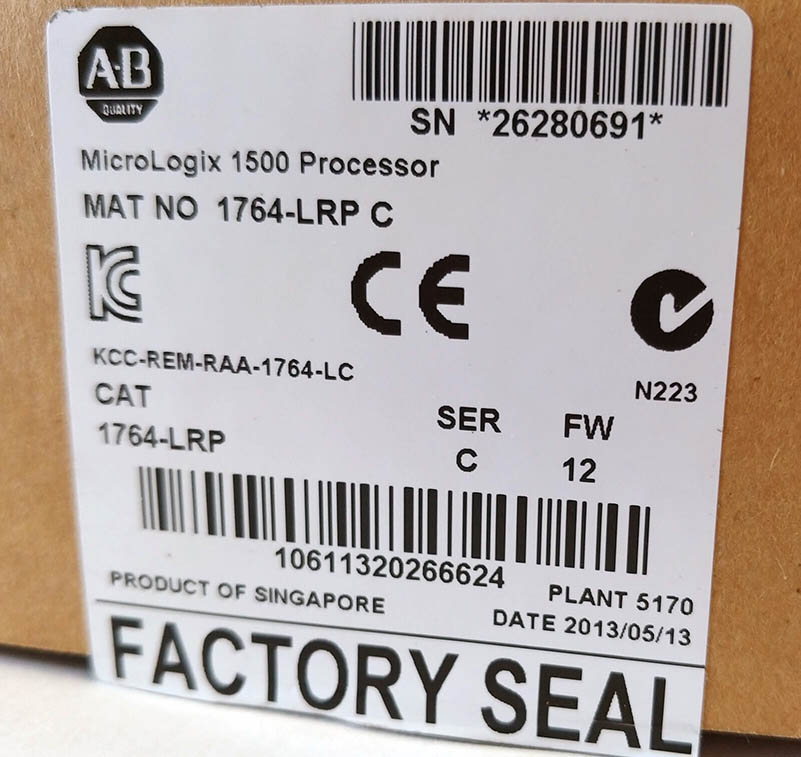 A-B
QUALITY
SN *26280691*
MicroLogix 1500 Processor
MAT NO 1764-LRP C
KC
CE
KCC-REM-RAA-1764-LC
N223
CAT
1764-LRP
SER
C
FW
12
10611320266624
PRODUCT OF SINGAPORE
PLANT 5170
DATE 2013/05/13
FACTORY SEAL